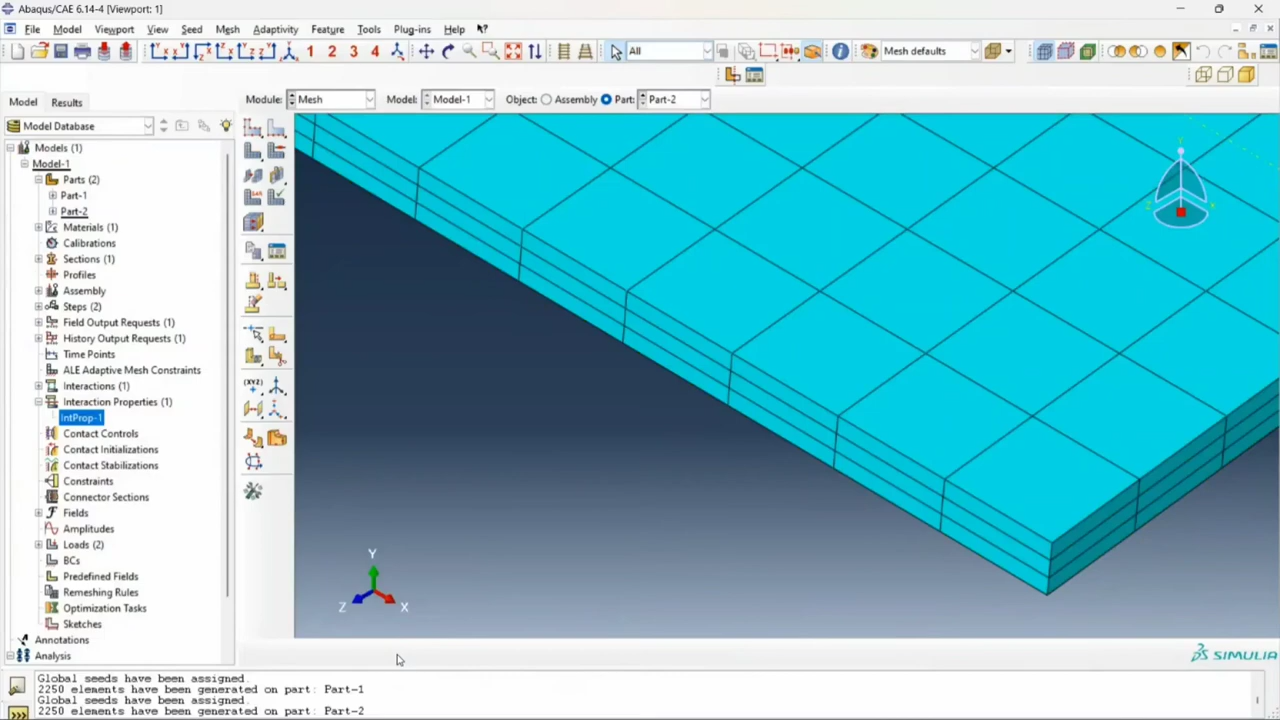 Abaqus/CAE 6.14-4 [Viewport: 1]
File Model Viewport View Seed Mesh Adaptivity Feature Tools Plug-ins Help
1 2 3 4 All Mesh defaults
Model Results Module: Mesh Model: Model-1 Object: Assembly Part: Part-2
Model Database
Models (1)
Model-1
Parts (2)
Part-1
Part-2
Materials (1)
Calibrations
Sections (1)
Profiles
Assembly
Steps (2)
Field Output Requests (1)
History Output Requests (1)
Time Points
ALE Adaptive Mesh Constraints
Interactions (1)
Interaction Properties (1)
IntProp-1
Contact Controls
Contact Initializations
Contact Stabilizations
Constraints
Connector Sections
Fields
Amplitudes
Loads (2)
BCs
Predefined Fields
Remeshing Rules
Optimization Tasks
Sketches
Annotations
Analysis
Y
Z X
SIMULIA
Global seeds have been assigned.
2250 elements have been generated on part: Part-1
Global seeds have been assigned.
2250 elements have been generated on part: Part-2